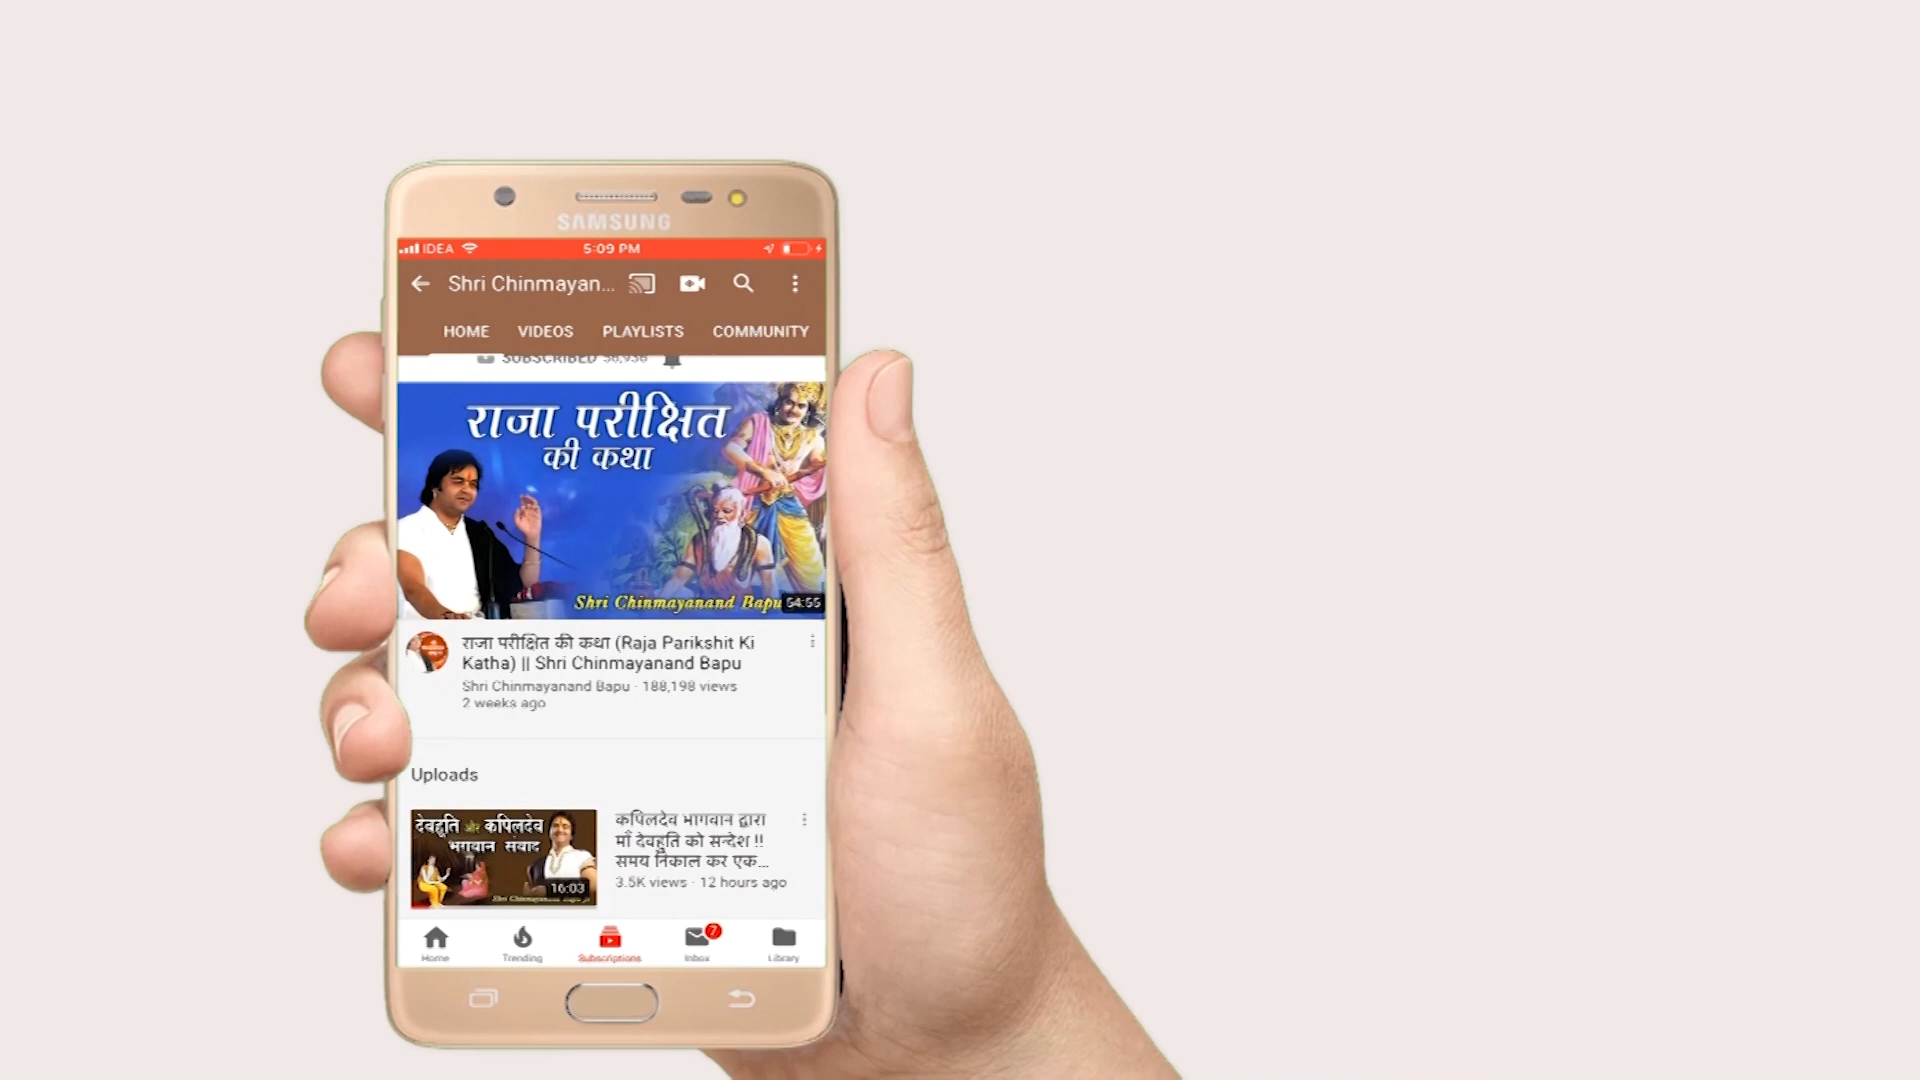 SAMSUNG
IDEA
5:09 PM
Shri Chinmayan...
HOME VIDEOS PLAYLISTS COMMUNITY
SUBSCRIBED
राजा परीक्षित
की कथा
Shri Chinmayanand Bapu
54:55
राजा परीक्षित की कथा (Raja Parikshit Ki
Katha) || Shri Chinmayanand Bapu
Shri Chinmayanand Bapu · 188,198 views
2 weeks ago
Uploads
देवहूति और कपिलदेव
भगवान संवाद
16:03
कपिलदेव भागवान द्वारा
माँ देवहुति को सन्देश !!
समय निकाल कर एक...
3.5K views · 12 hours ago
7
Home Trending Subscriptions Inbox Library